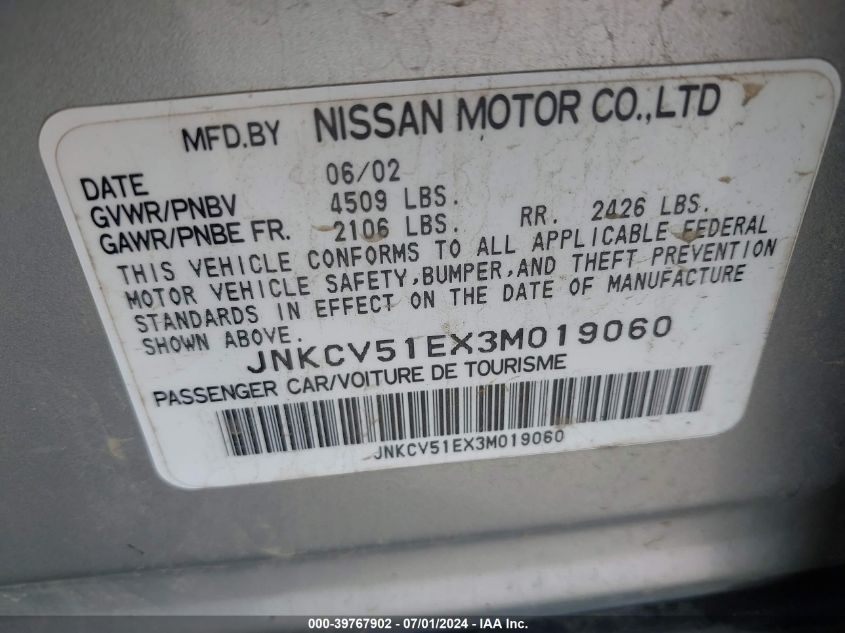 MFD.BY NISSAN MOTOR CO.,LTD
DATE 06/02
GVWR/PNBV 4509 LBS.
GAWR/PNBE FR. 2106 LBS. RR. 2426 LBS.
THIS VEHICLE CONFORMS TO ALL APPLICABLE FEDERAL
MOTOR VEHICLE SAFETY,BUMPER,AND THEFT PREVENTION
STANDARDS IN EFFECT ON THE DATE OF MANUFACTURE
SHOWN ABOVE.
JNKCV51EX3M019060
PASSENGER CAR/VOITURE DE TOURISME
JNKCV51EX3M019060
000-39767902 - 07/01/2024 - IAA Inc.